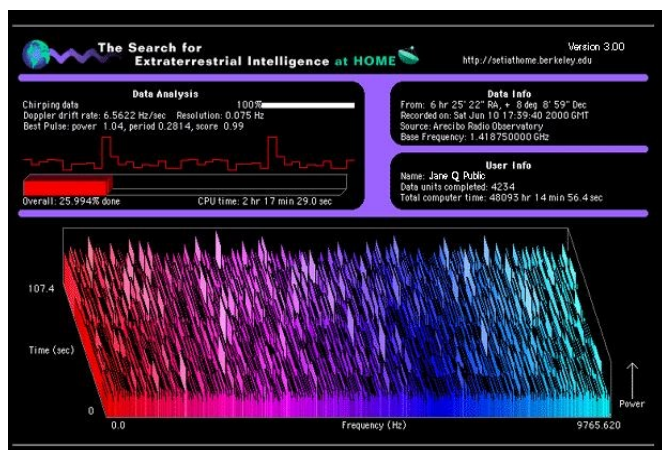 The Search for
Extraterrestrial Intelligence at HOME
Version 3.00
http://setiathome.berkeley.edu
Data Analysis
Chirping data 100%
Doppler drift rate: 6.5622 Hz/sec Resolution: 0.075 Hz
Best Pulse: power 1.04, period 0.2814, score 0.99
Overall: 25.994% done CPU time: 2 hr 17 min 29.0 sec
Data Info
From: 6 hr 25' 22" RA, + 8 deg 8' 59" Dec
Recorded on: Sat Jun 10 17:39:40 2000 GMT
Source: Arecibo Radio Observatory
Base Frequency: 1.418750000 GHz
User Info
Name: Jane Q Public
Data units completed: 4234
Total computer time: 48093 hr 14 min 56.4 sec
107.4
Time (sec)
0
0.0
Frequency (Hz)
9765.620
Power